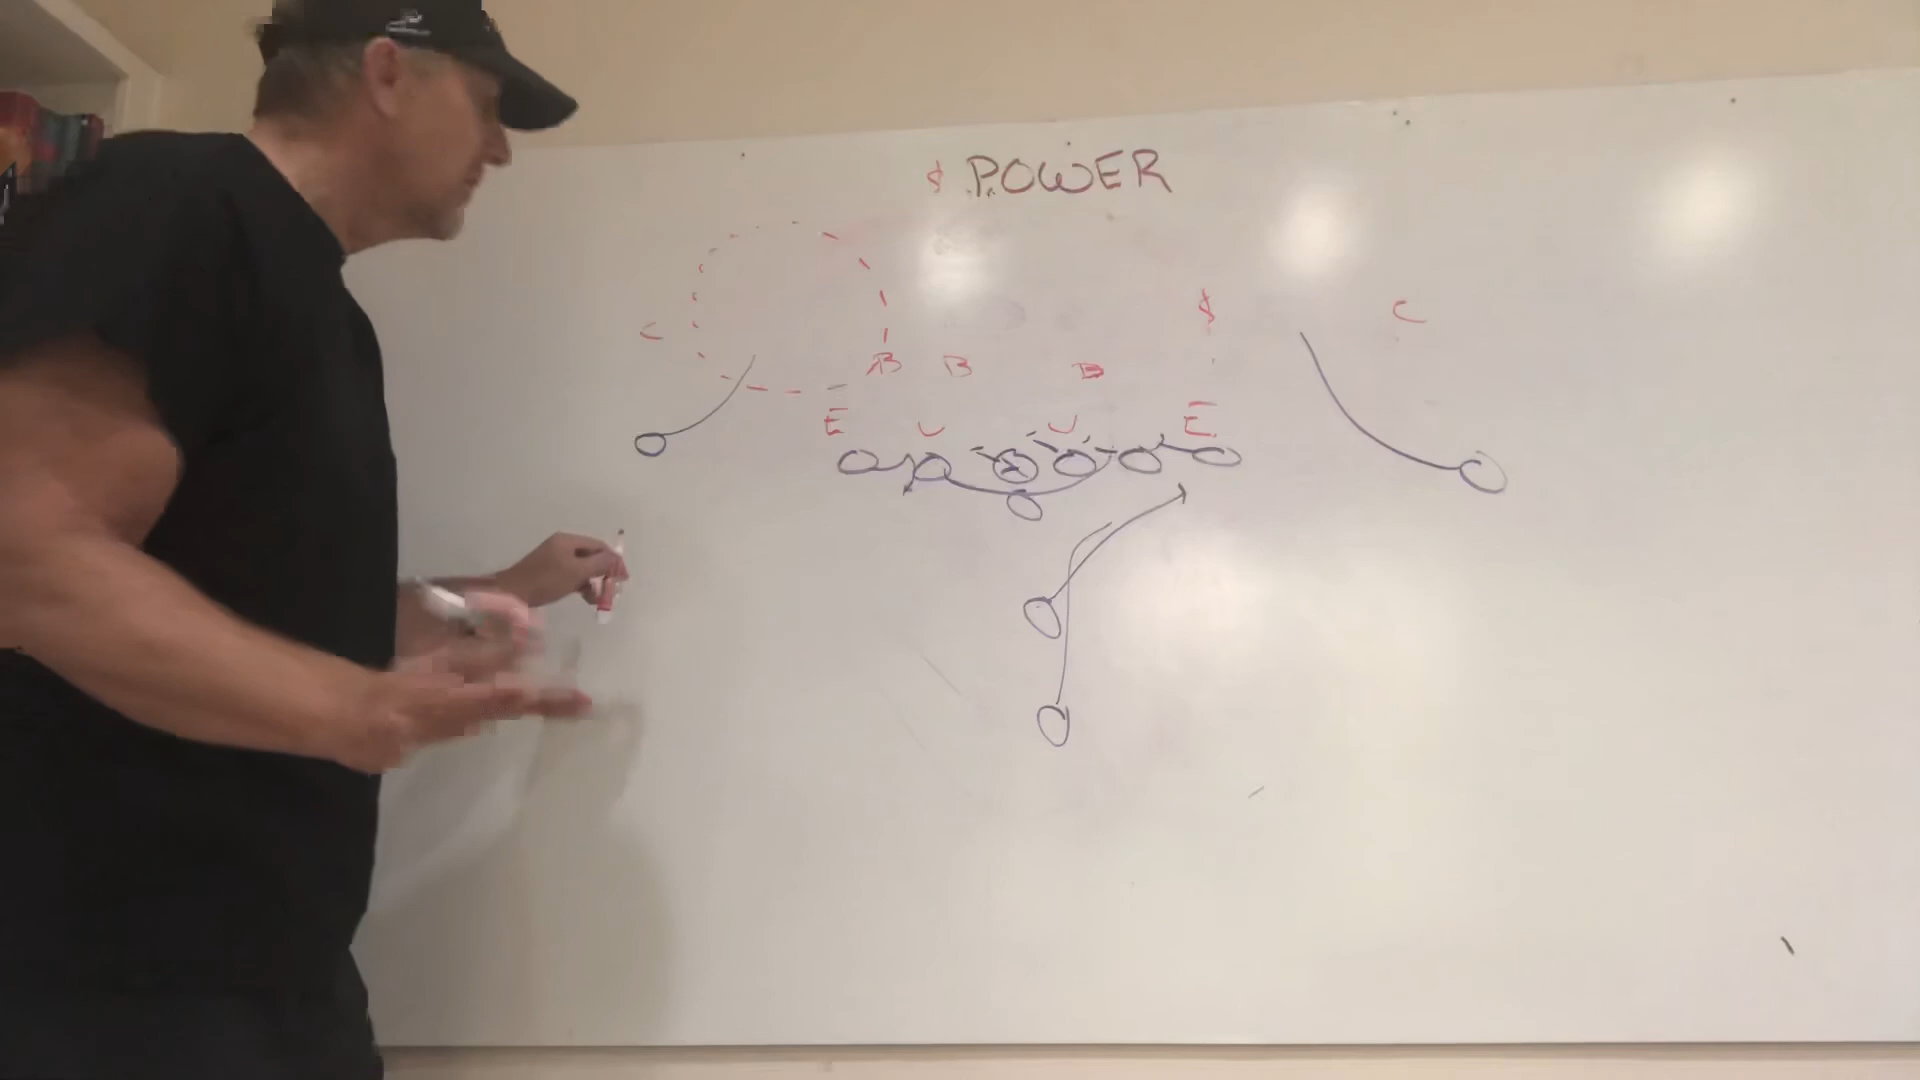 $ POWER
$ C
C
B B B
E U U E
X